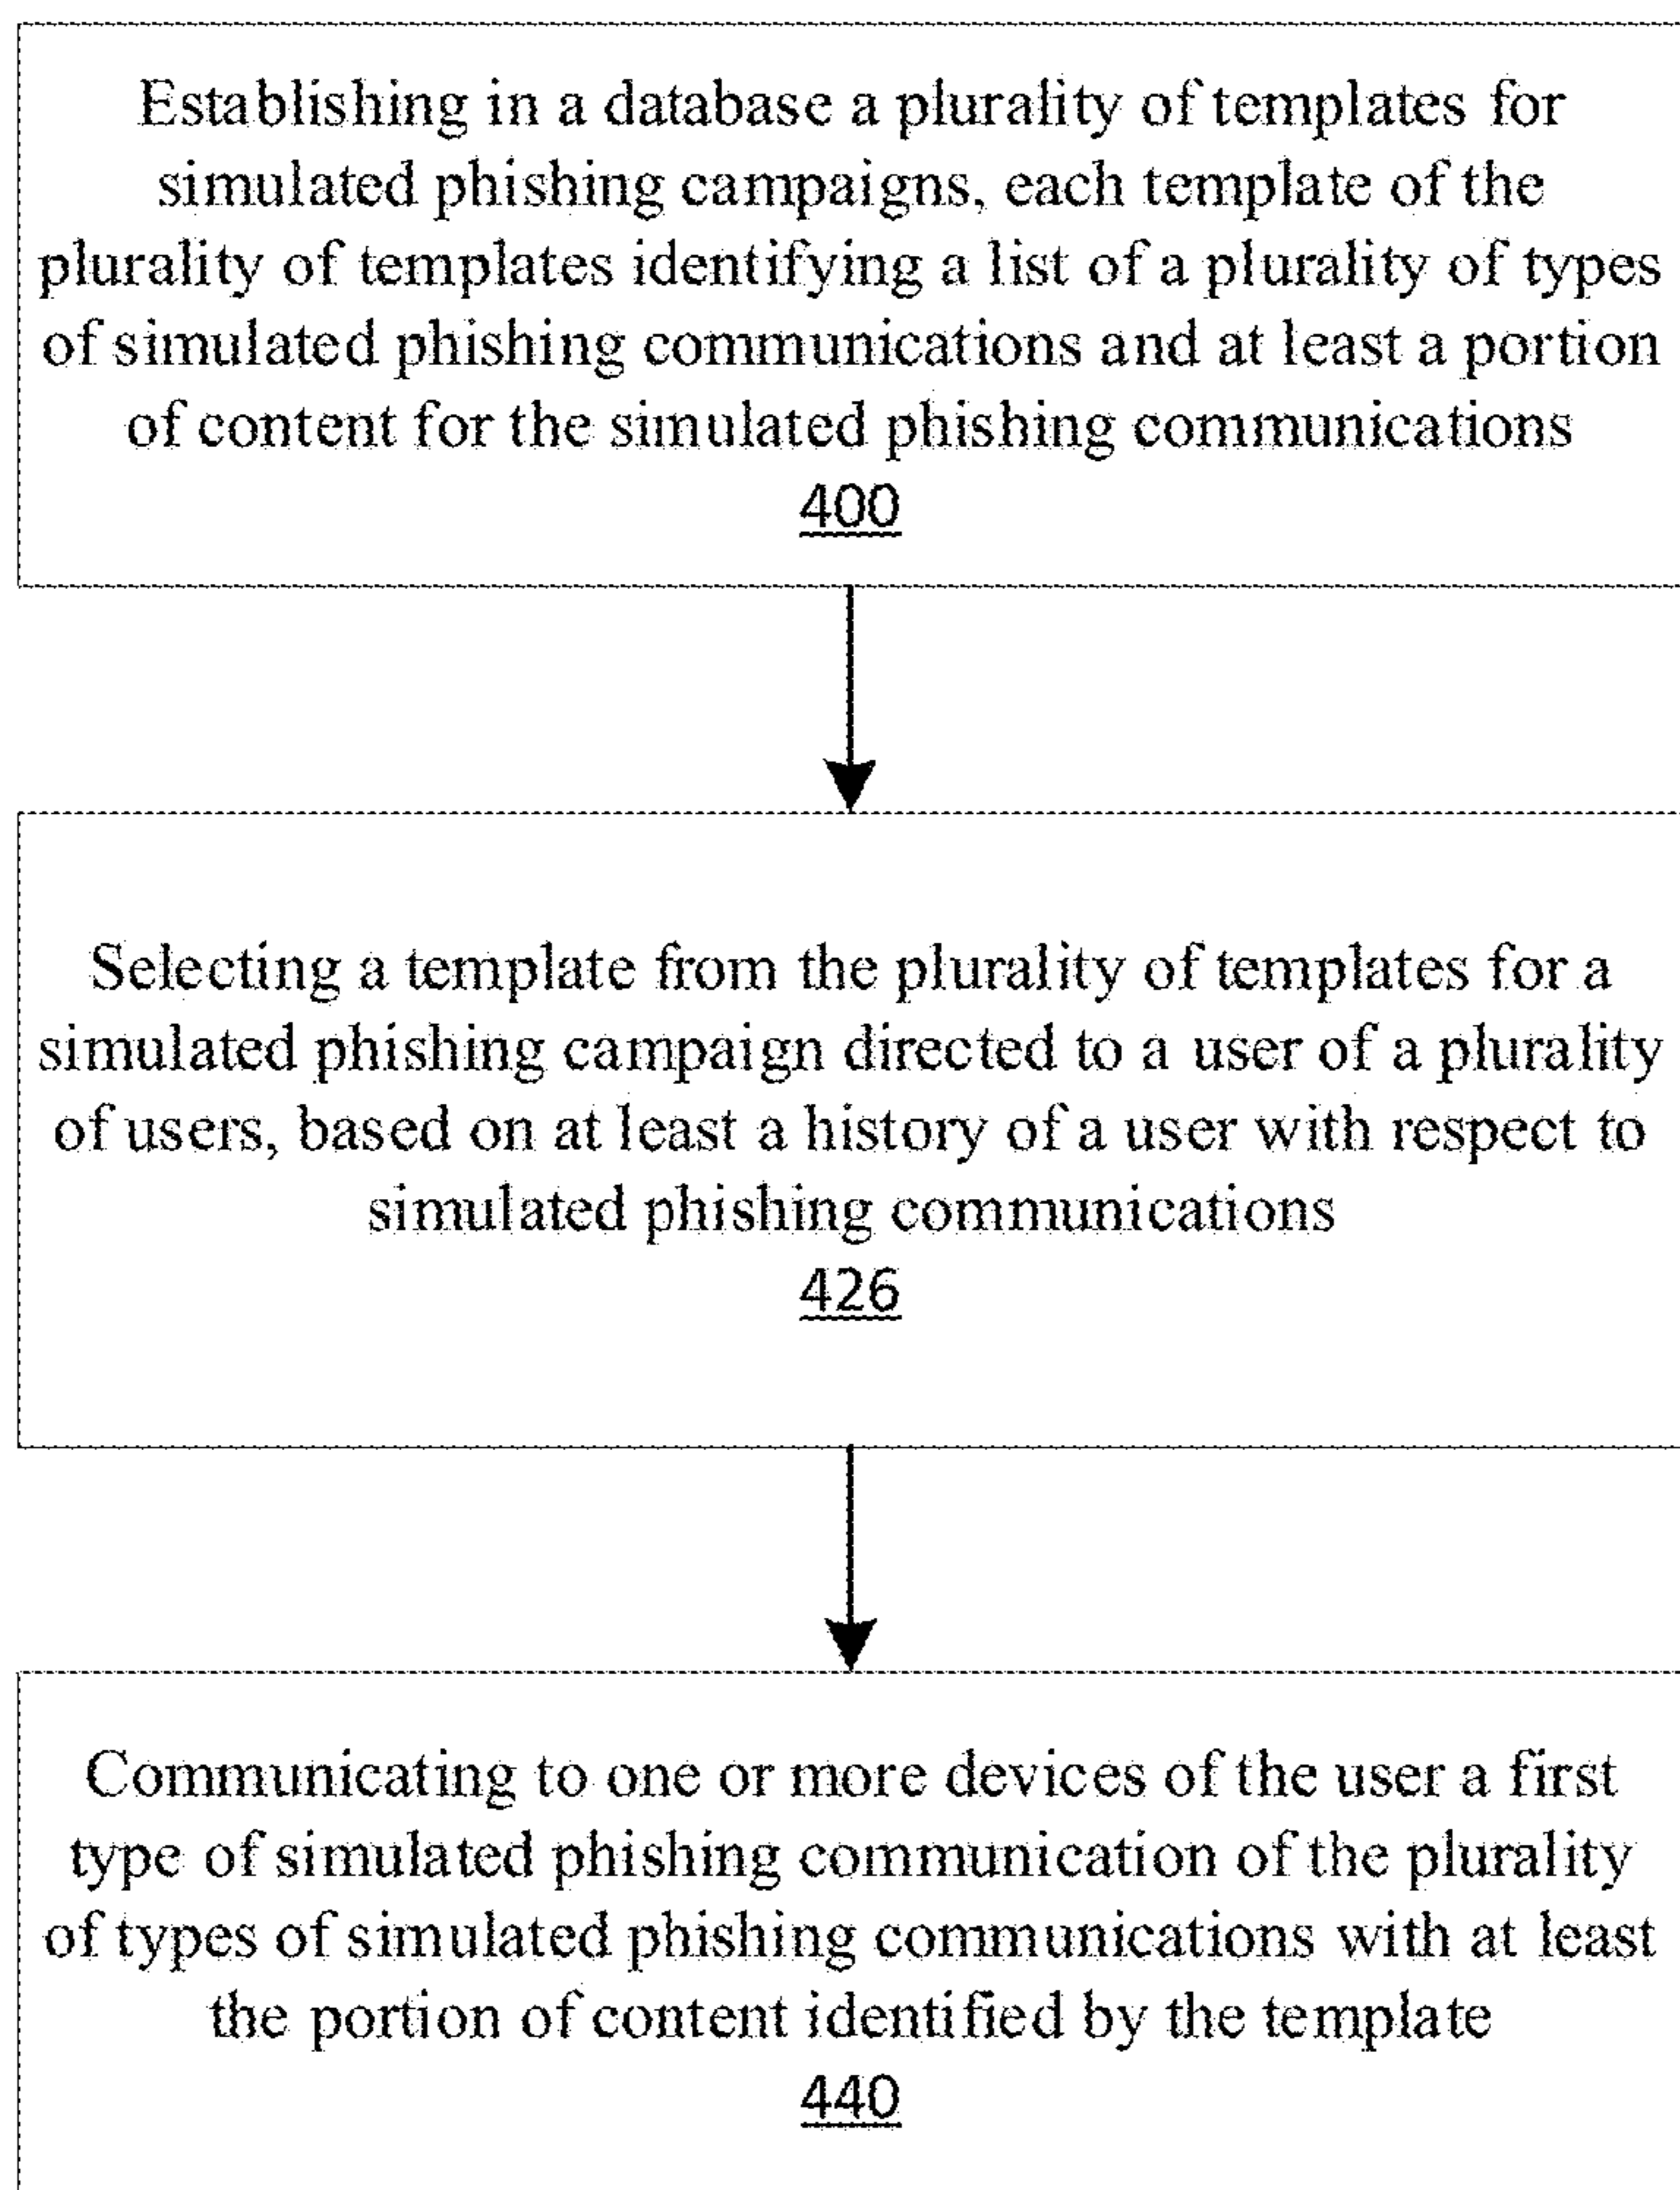 Establishing in a database a plurality of templates for
simulated phishing campaigns, each template of the
plurality of templates identifying a list of a plurality of types
of simulated phishing communications and at least a portion
of content for the simulated phishing communications
400
Selecting a template from the plurality of templates for a
simulated phishing campaign directed to a user of a plurality
of users, based on at least a history of a user with respect to
simulated phishing communications
426
Communicating to one or more devices of the user a first
type of simulated phishing communication of the plurality
of types of simulated phishing communications with at least
the portion of content identified by the template
440